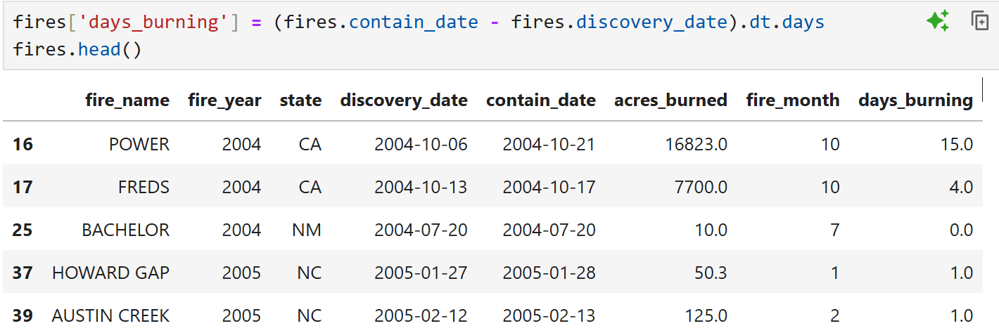 fires['days_burning'] = (fires.contain_date - fires.discovery_date).dt.days
fires.head()
fire_name fire_year state discovery_date contain_date acres_burned fire_month days_burning
16 POWER 2004 CA 2004-10-06 2004-10-21 16823.0 10 15.0
17 FREDS 2004 CA 2004-10-13 2004-10-17 7700.0 10 4.0
25 BACHELOR 2004 NM 2004-07-20 2004-07-20 10.0 7 0.0
37 HOWARD GAP 2005 NC 2005-01-27 2005-01-28 50.3 1 1.0
39 AUSTIN CREEK 2005 NC 2005-02-12 2005-02-13 125.0 2 1.0